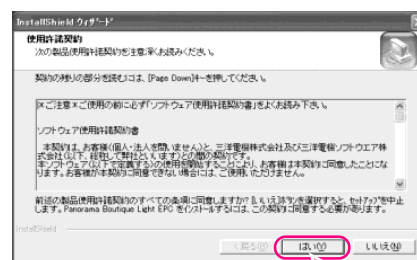 InstallShield ウィザード
使用許諾契約
次の製品使用許諾契約を注意深くお読みください。
契約の残りの部分を読むには、[Page Down]キーを押してください。
※ご注意※ご使用の前に必ず「ソフトウェア使用許諾契約書」をよくお読み下さい。
ソフトウェア使用許諾契約書
本契約は、お客様(個人・法人を問いません)と、三洋電機株式会社及び三洋電機ソフトウエア株
式会社(以下、総称して弊社といいます)との間の契約です。
本ソフトウェア(以下で定義する)の使用を開始することにより、お客様は本契約に同意したことにな
ります。お客様が本契約に同意できない場合には、ご使用いただけません。
前述の製品使用許諾契約のすべての条項に同意しますか? [いいえ]ボタンを選択すると、セットアップを中止
します。Panorama Boutique Light EPC をインストールするには、この契約に同意する必要があります。
InstallShield
< 戻る(B)
はい(Y)
いいえ(N)